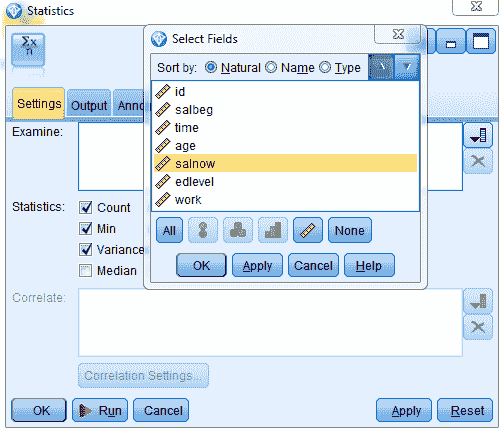 Statistics
Σx
Select Fields
Sort by: Natural Name Type
id
salbeg
time
age
salnow
edlevel
work
All None
OK Apply Cancel Help
Settings Output
Examine:
Statistics: Count
Min
Variance
Median
Correlate:
Correlation Settings...
OK Run Cancel Apply Reset